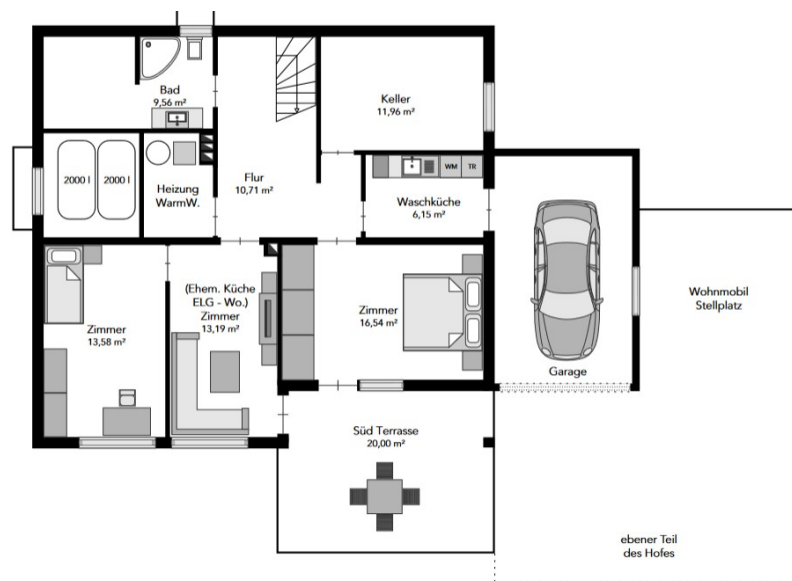 Bad
9,56 m²
Keller
11,96 m²
2000 l
2000 l
Heizung
WarmW.
Flur
10,71 m²
WM
TR
Waschküche
6,15 m²
Zimmer
13,58 m²
(Ehem. Küche
ELG - Wo.)
Zimmer
13,19 m²
Zimmer
16,54 m²
Garage
Wohnmobil
Stellplatz
Süd Terrasse
20,00 m²
ebener Teil
des Hofes